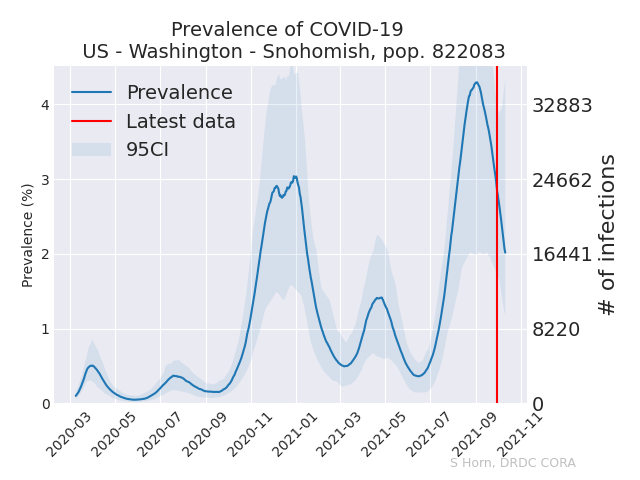 Prevalence of COVID-19
US - Washington - Snohomish, pop. 822083
Prevalence
Latest data
95CI
Prevalence (%)
4
3
2
1
0
32883
24662
16441
8220
0
# of infections
2020-03
2020-05
2020-07
2020-09
2020-11
2021-01
2021-03
2021-05
2021-07
2021-09
2021-11
S Horn, DRDC CORA